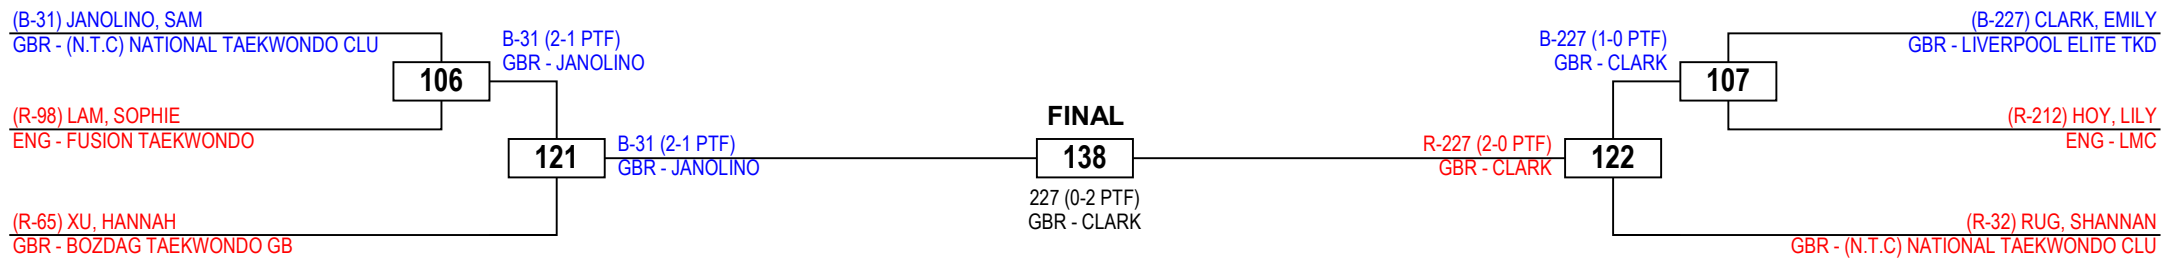 (B-31) JANOLINO, SAM
GBR - (N.T.C) NATIONAL TAEKWONDO CLU
B-31 (2-1 PTF)
GBR - JANOLINO
106
(R-98) LAM, SOPHIE
ENG - FUSION TAEKWONDO
121
B-31 (2-1 PTF)
GBR - JANOLINO
(R-65) XU, HANNAH
GBR - BOZDAG TAEKWONDO GB
FINAL
138
227 (0-2 PTF)
GBR - CLARK
(B-227) CLARK, EMILY
GBR - LIVERPOOL ELITE TKD
B-227 (1-0 PTF)
GBR - CLARK
107
(R-212) HOY, LILY
ENG - LMC
R-227 (2-0 PTF)
GBR - CLARK
122
(R-32) RUG, SHANNAN
GBR - (N.T.C) NATIONAL TAEKWONDO CLU